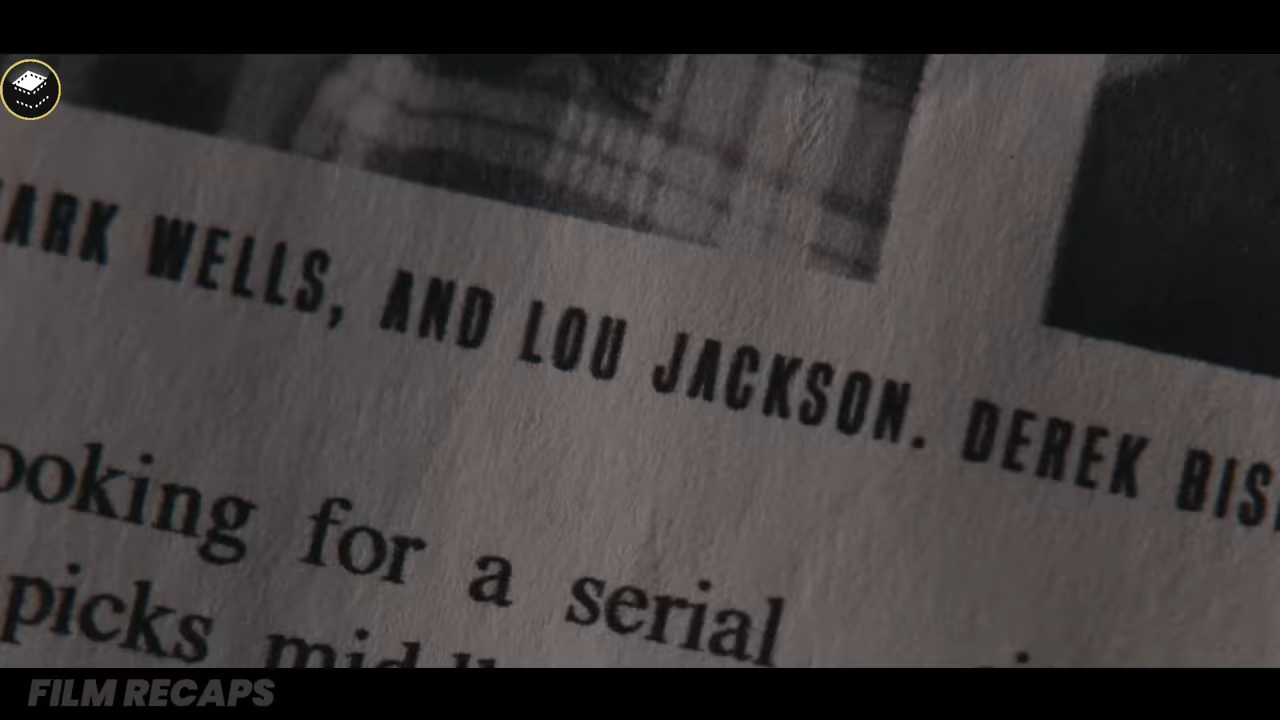 ARK WELLS, AND LOU JACKSON. DEREK BIS
ooking for a serial
picks
FILM RECAPS